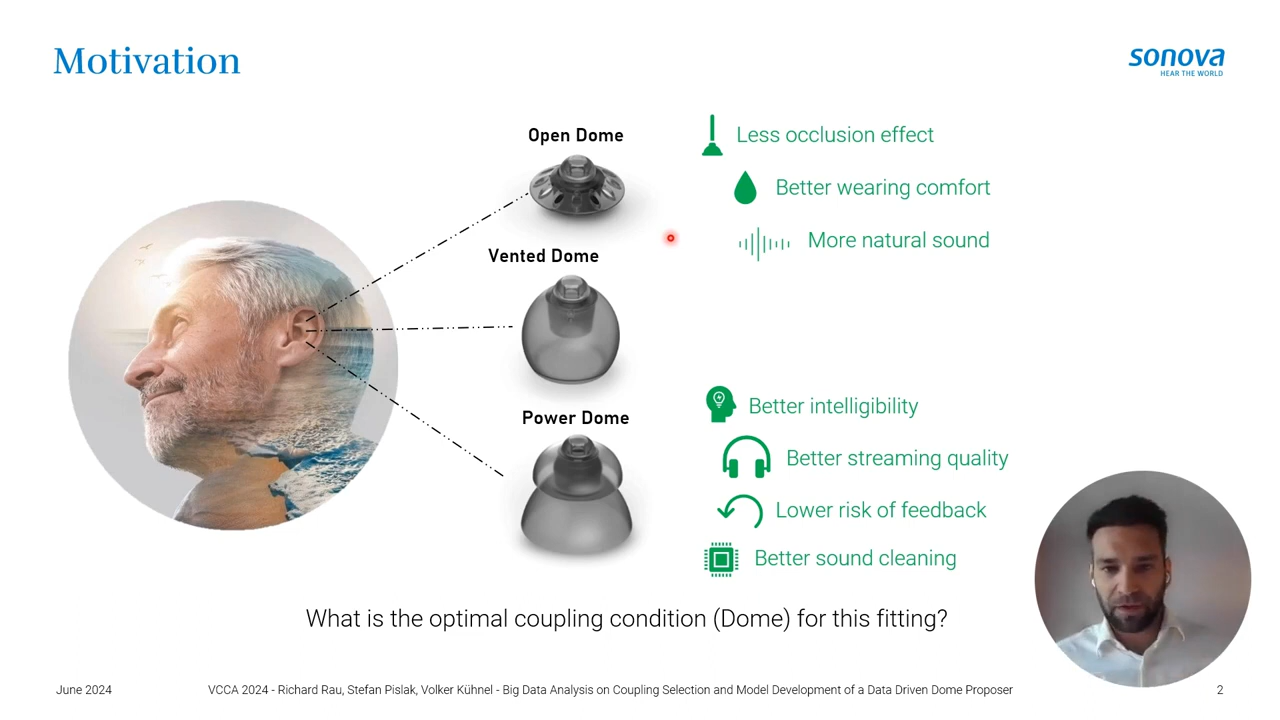 Motivation
sonova
HEAR THE WORLD
Open Dome
Less occlusion effect
Better wearing comfort
More natural sound
Vented Dome
Power Dome
Better intelligibility
Better streaming quality
Lower risk of feedback
Better sound cleaning
What is the optimal coupling condition (Dome) for this fitting?
June 2024
VCCA 2024 - Richard Rau, Stefan Pislak, Volker Kühnel - Big Data Analysis on Coupling Selection and Model Development of a Data Driven Dome Proposer
2